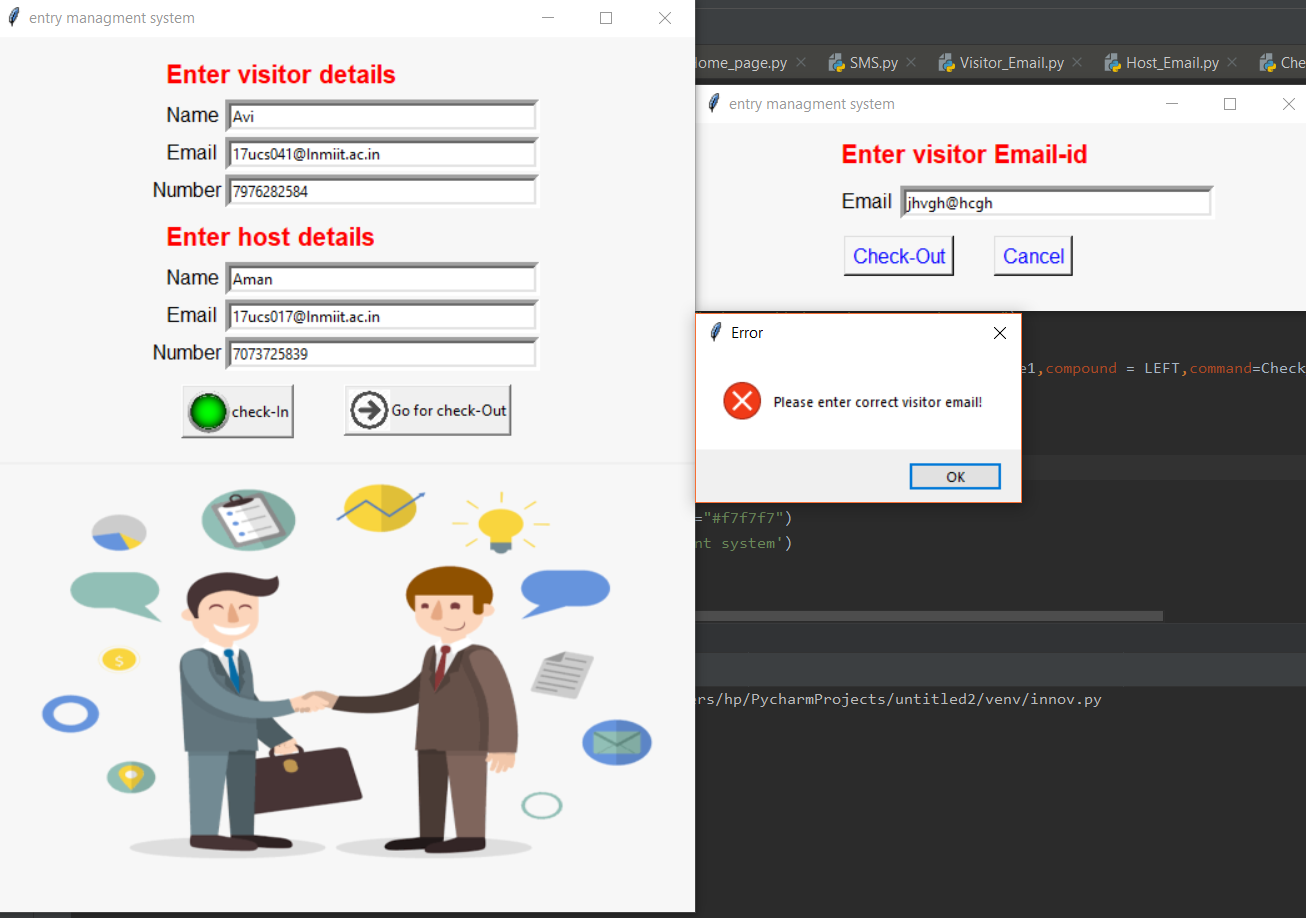 entry managment system
Enter visitor details
Name Avi
Email 17ucs041@lnmiit.ac.in
Number 7976282584
Enter host details
Name Aman
Email 17ucs017@lnmiit.ac.in
Number 7073725839
check-In
Go for check-Out
$
ome_page.py
SMS.py
Visitor_Email.py
Host_Email.py
Che
entry managment system
Enter visitor Email-id
Email jhvgh@hcgh
Check-Out
Cancel
e1,compound = LEFT,command=Check
Error
Please enter correct visitor email!
OK
="#f7f7f7")
nt system')
ers/hp/PycharmProjects/untitled2/venv/innov.py